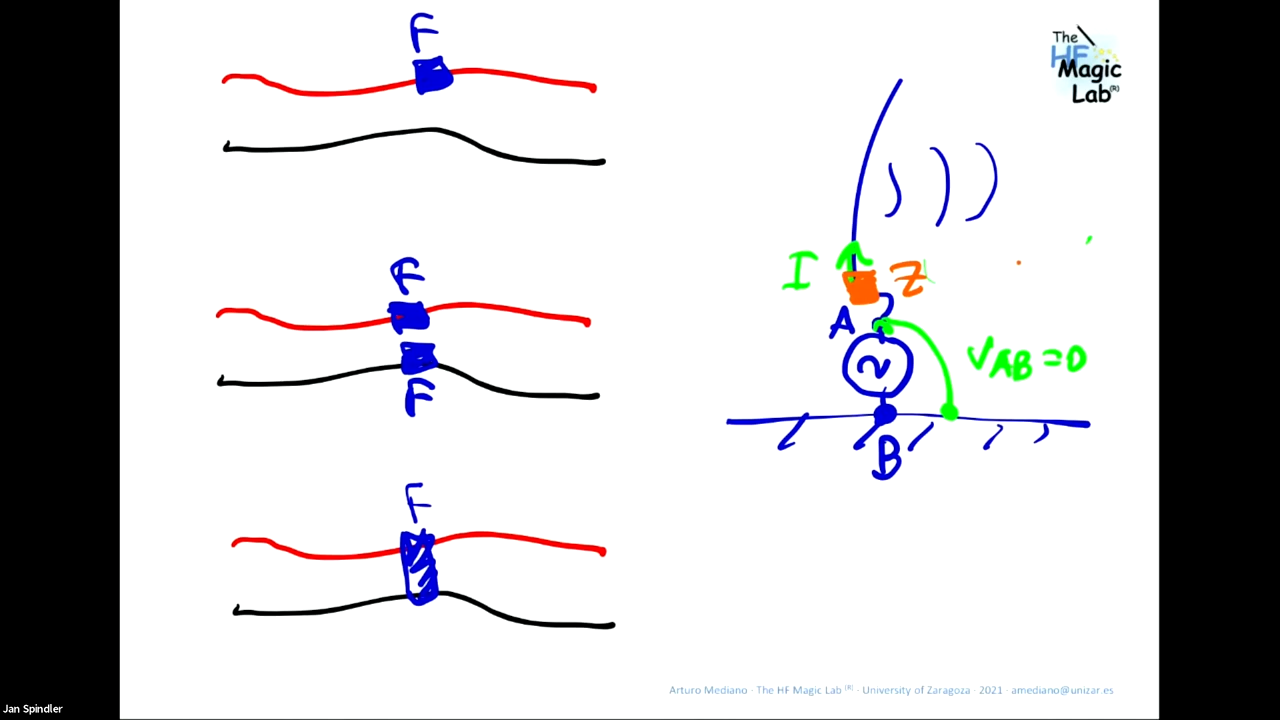 F
The
HF
Magic
Lab(R)
F
I
Z
A
VAB=0
F
B
F
Arturo Mediano · The HF Magic Lab (R) · University of Zaragoza · 2021 · amediano@unizar.es
Jan Spindler